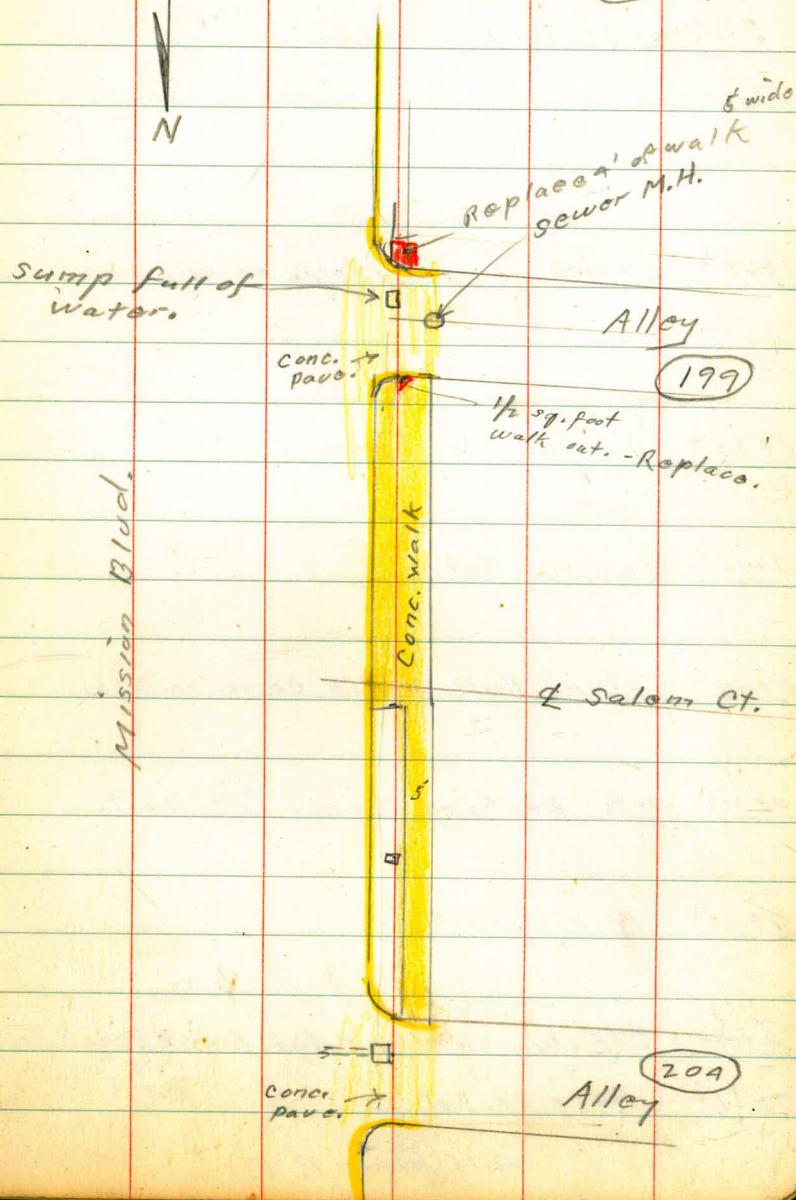 N
5' wide
Replace 4' of walk
sewer M.H.
sump full of
water.
Alley
199
conc.
pave.
1/2 sq. foot
walk out. - Replace.
Mission Blvd.
Conc. walk
℄ Salem Ct.
5'
5
204
Alley
conc.
pave.